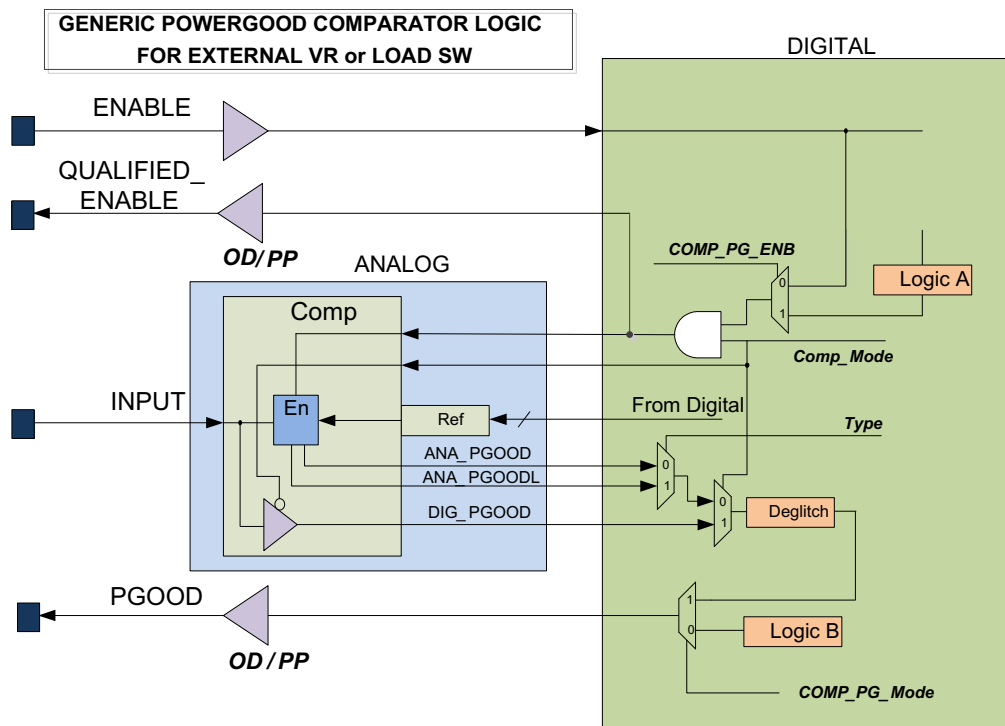 GENERIC POWERGOOD COMPARATOR LOGIC
FOR EXTERNAL VR or LOAD SW
DIGITAL
ENABLE
QUALIFIED_
ENABLE
OD/PP
COMP_PG_ENB
0
1
Logic A
Comp_Mode
ANALOG
Comp
INPUT
En
Ref
From Digital
Type
ANA_PGOOD
0
ANA_PGOODL
1
DIG_PGOOD
0
1
Deglitch
PGOOD
OD / PP
1
0
Logic B
COMP_PG_Mode